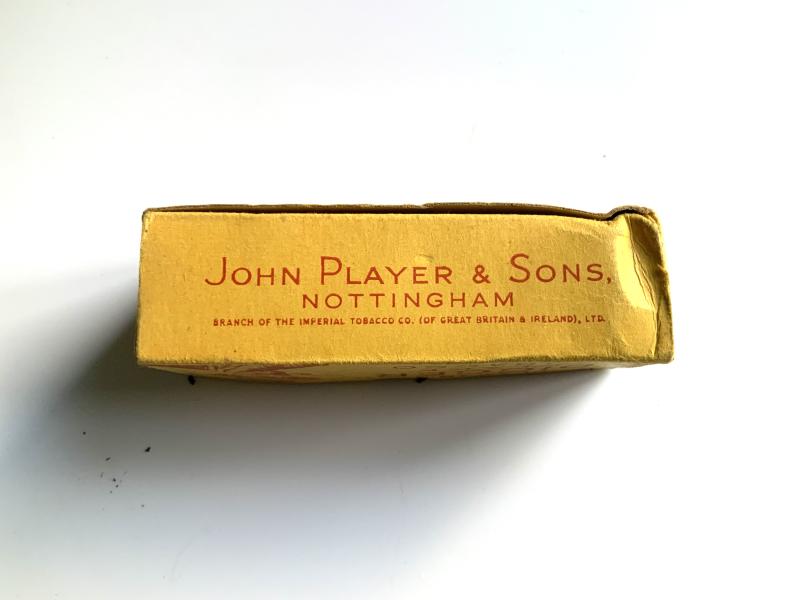 John Player & Sons,
NOTTINGHAM
BRANCH OF THE IMPERIAL TOBACCO CO. (OF GREAT BRITAIN & IRELAND), LTD.